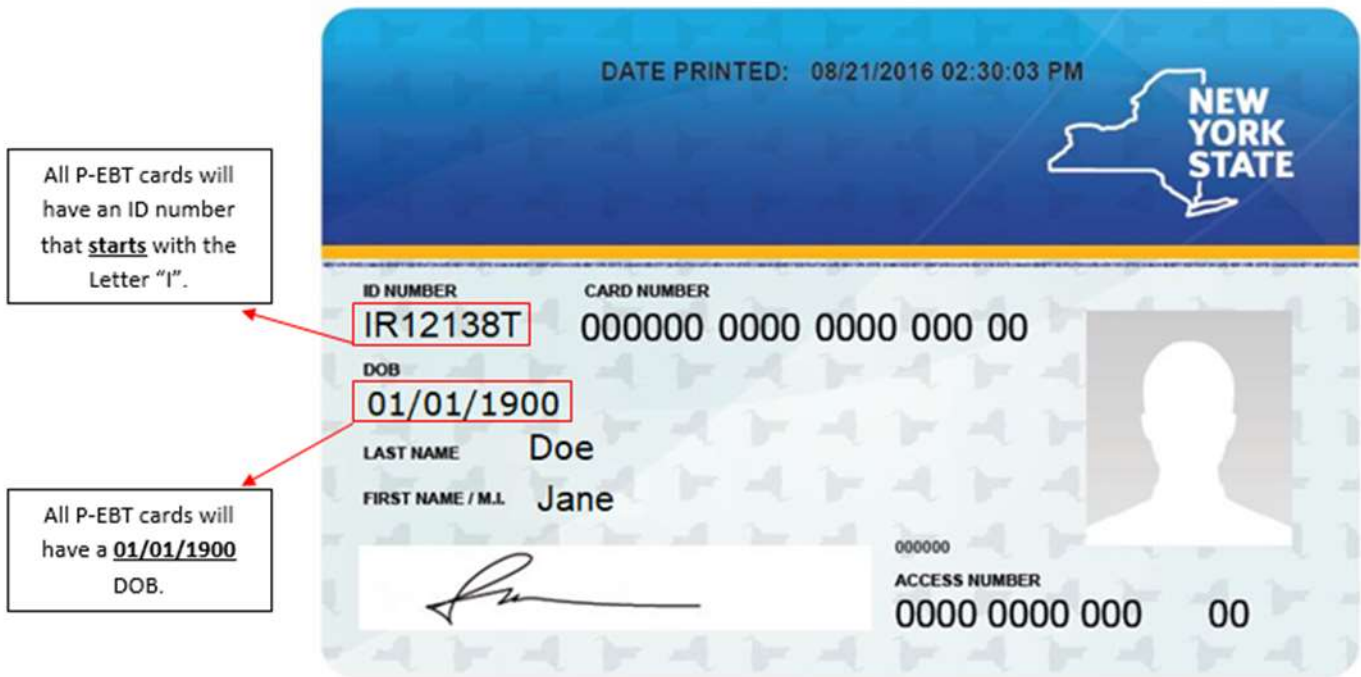 DATE PRINTED: 08/21/2016 02:30:03 PM
NEW
YORK
STATE
All P-EBT cards will
have an ID number
that starts with the
Letter “I”.
ID NUMBER
CARD NUMBER
IR12138T
000000 0000 0000 000 00
DOB
01/01/1900
LAST NAME Doe
FIRST NAME / M.I. Jane
All P-EBT cards will
have a 01/01/1900
DOB.
000000
ACCESS NUMBER
0000 0000 000 00